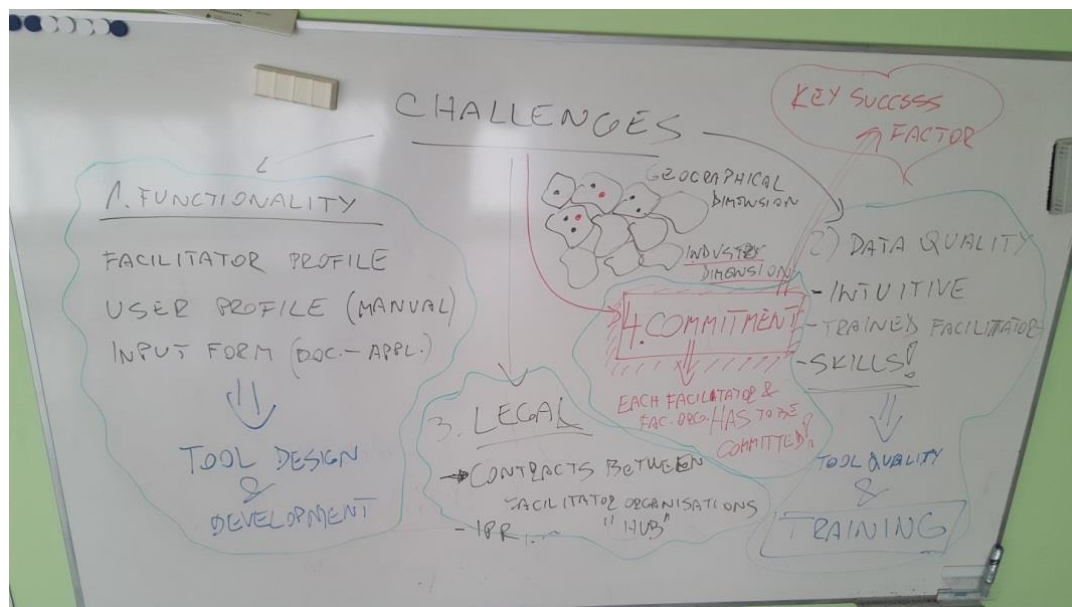 CHALLENGES
KEY SUCCSSS
FACTOR
GEOGRAPHICAL
DIMENSION
INDUSTRY
DIMENSION
1. FUNCTIONALITY
FACILITATOR PROFILE
USER PROFILE (MANUAL)
INPUT FORM (DOC.-APPL.)
TOOL DESIGN
&
DEVELOPMENT
2) DATA QUALITY
- INTUITIVE
- TRAINED FACILITATOR
- SKILLS!
TOOL QUALITY
&
TRAINING
3. LEGAL
CONTRACTS BETWEEN
FACILITATOR ORGANISATIONS
"HUB"
- IPR, ...
4. COMMITMENT
EACH FACILITATOR &
FAC. ORG. HAS TO BE
COMMITTED!